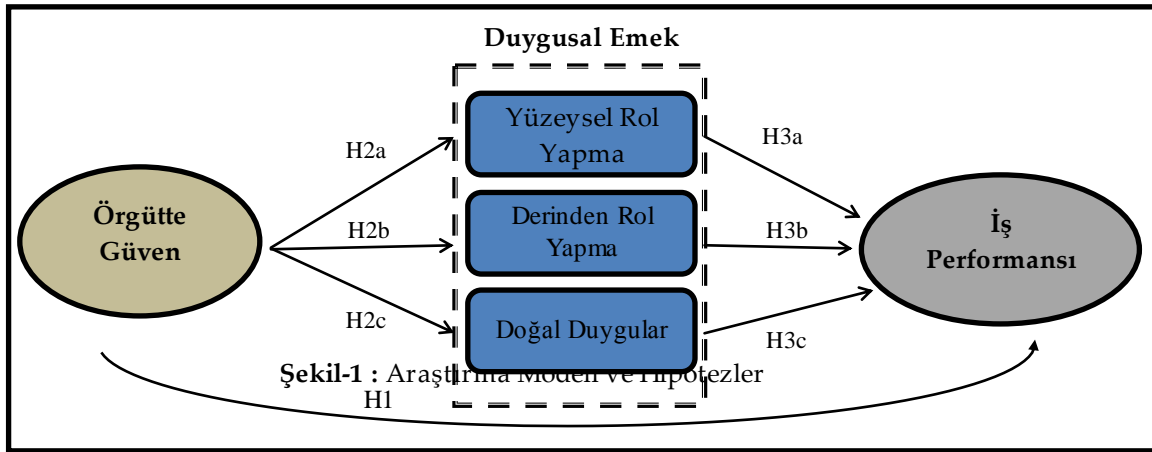 Duygusal Emek
Yüzeysel Rol
Yapma
H2a
H3a
Örgütte
Güven
H2b
Derinden Rol
Yapma
H3b
İş
Performansı
H2c
Doğal Duygular
H3c
Şekil-1 : Araştırma Modeli ve Hipotezler
H1